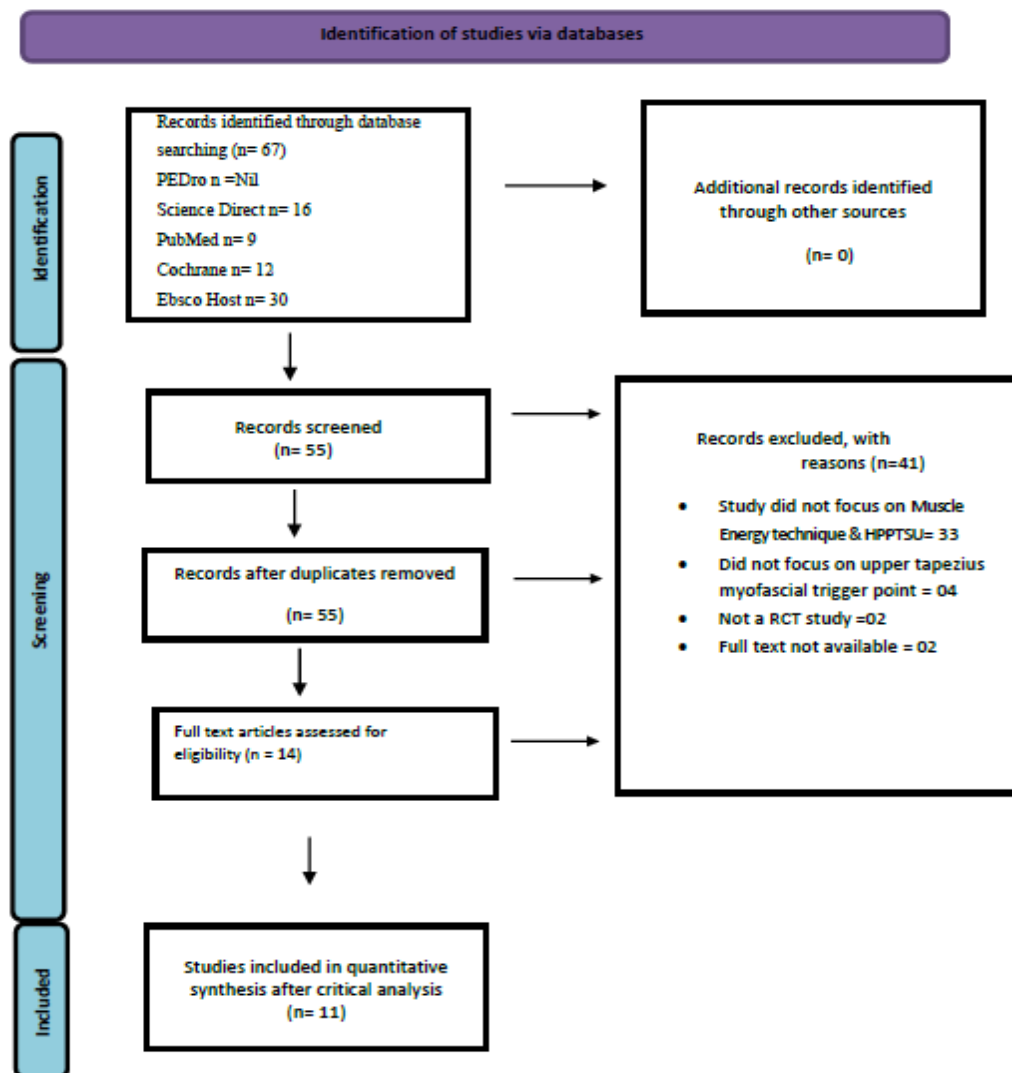 Identification of studies via databases
Identification
Records identified through database
searching (n= 67)
PEDro n =Nil
Science Direct n= 16
PubMed n= 9
Cochrane n= 12
Ebsco Host n= 30
Additional records identified
through other sources
(n= 0)
Screening
Records screened
(n= 55)
Records after duplicates removed
(n= 55)
Full text articles assessed for
eligibility (n = 14)
Records excluded, with
reasons (n=41)
• Study did not focus on Muscle
Energy technique & HPPTSU= 33
• Did not focus on upper tapezius
myofascial trigger point = 04
• Not a RCT study =02
• Full text not available = 02
Included
Studies included in quantitative
synthesis after critical analysis
(n= 11)